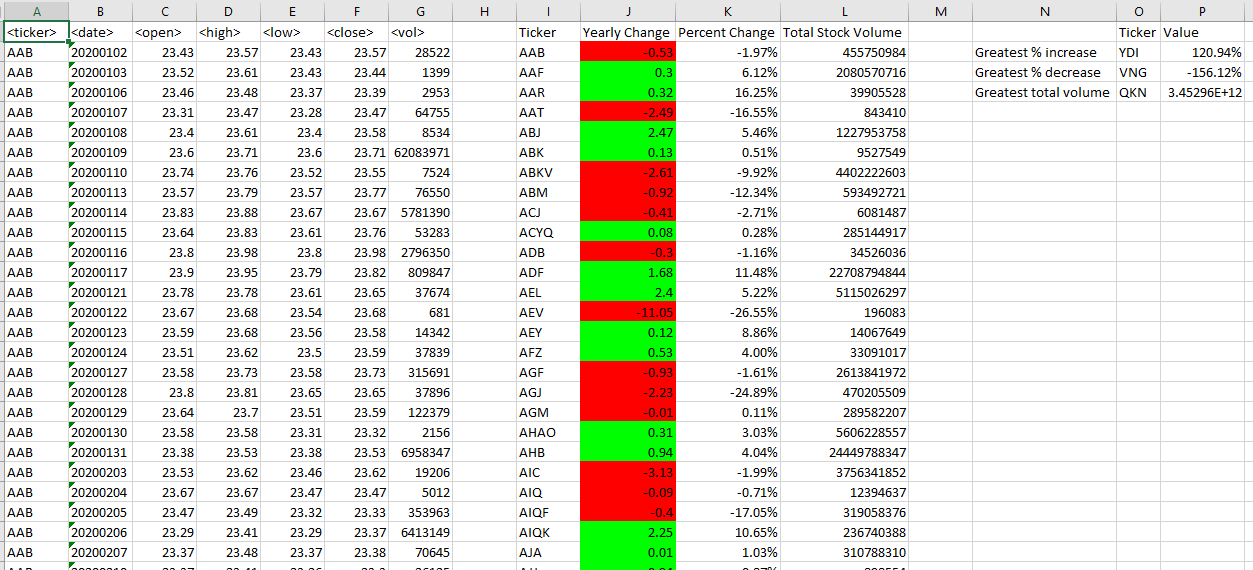 A B C D E F G H I J K L M N O P
<ticker> <date> <open> <high> <low> <close> <vol> Ticker Yearly Change Percent Change Total Stock Volume Ticker Value
AAB 20200102 23.43 23.57 23.43 23.57 28522 AAB -0.53 -1.97% 455750984 Greatest % increase YDI 120.94%
AAB 20200103 23.52 23.61 23.43 23.44 1399 AAF 0.3 6.12% 2080570716 Greatest % decrease VNG -156.12%
AAB 20200106 23.46 23.48 23.37 23.39 2953 AAR 0.32 16.25% 39905528 Greatest total volume QKN 3.45296E+12
AAB 20200107 23.31 23.47 23.28 23.47 64755 AAT -2.49 -16.55% 843410
AAB 20200108 23.4 23.61 23.4 23.58 8534 ABJ 2.47 5.46% 1227953758
AAB 20200109 23.6 23.71 23.6 23.71 62083971 ABK 0.13 0.51% 9527549
AAB 20200110 23.74 23.76 23.52 23.55 7524 ABKV -2.61 -9.92% 4402222603
AAB 20200113 23.57 23.79 23.57 23.77 76550 ABM -0.92 -12.34% 593492721
AAB 20200114 23.83 23.88 23.67 23.67 5781390 ACJ -0.41 -2.71% 6081487
AAB 20200115 23.64 23.83 23.61 23.76 53283 ACYQ 0.08 0.28% 285144917
AAB 20200116 23.8 23.98 23.8 23.98 2796350 ADB -0.3 -1.16% 34526036
AAB 20200117 23.9 23.95 23.79 23.82 809847 ADF 1.68 11.48% 22708794844
AAB 20200121 23.78 23.78 23.61 23.65 37674 AEL 2.4 5.22% 5115026297
AAB 20200122 23.67 23.68 23.54 23.68 681 AEV -11.05 -26.55% 196083
AAB 20200123 23.59 23.68 23.56 23.58 14342 AEY 0.12 8.86% 14067649
AAB 20200124 23.51 23.62 23.5 23.59 37839 AFZ 0.53 4.00% 33091017
AAB 20200127 23.58 23.73 23.58 23.73 315691 AGF -0.93 -1.61% 2613841972
AAB 20200128 23.8 23.81 23.65 23.65 37896 AGJ -2.23 -24.89% 470205509
AAB 20200129 23.64 23.7 23.51 23.59 122379 AGM -0.01 0.11% 289582207
AAB 20200130 23.58 23.58 23.31 23.32 2156 AHAO 0.31 3.03% 5606228557
AAB 20200131 23.38 23.53 23.38 23.53 6958347 AHB 0.94 4.04% 24449788347
AAB 20200203 23.53 23.62 23.46 23.62 19206 AIC -3.13 -1.99% 3756341852
AAB 20200204 23.67 23.67 23.47 23.47 5012 AIQ -0.09 -0.71% 12394637
AAB 20200205 23.47 23.49 23.32 23.33 353963 AIQF -0.4 -17.05% 319058376
AAB 20200206 23.29 23.41 23.29 23.37 6413149 AIQK 2.25 10.65% 236740388
AAB 20200207 23.37 23.48 23.37 23.38 70645 AJA 0.01 1.03% 310788310